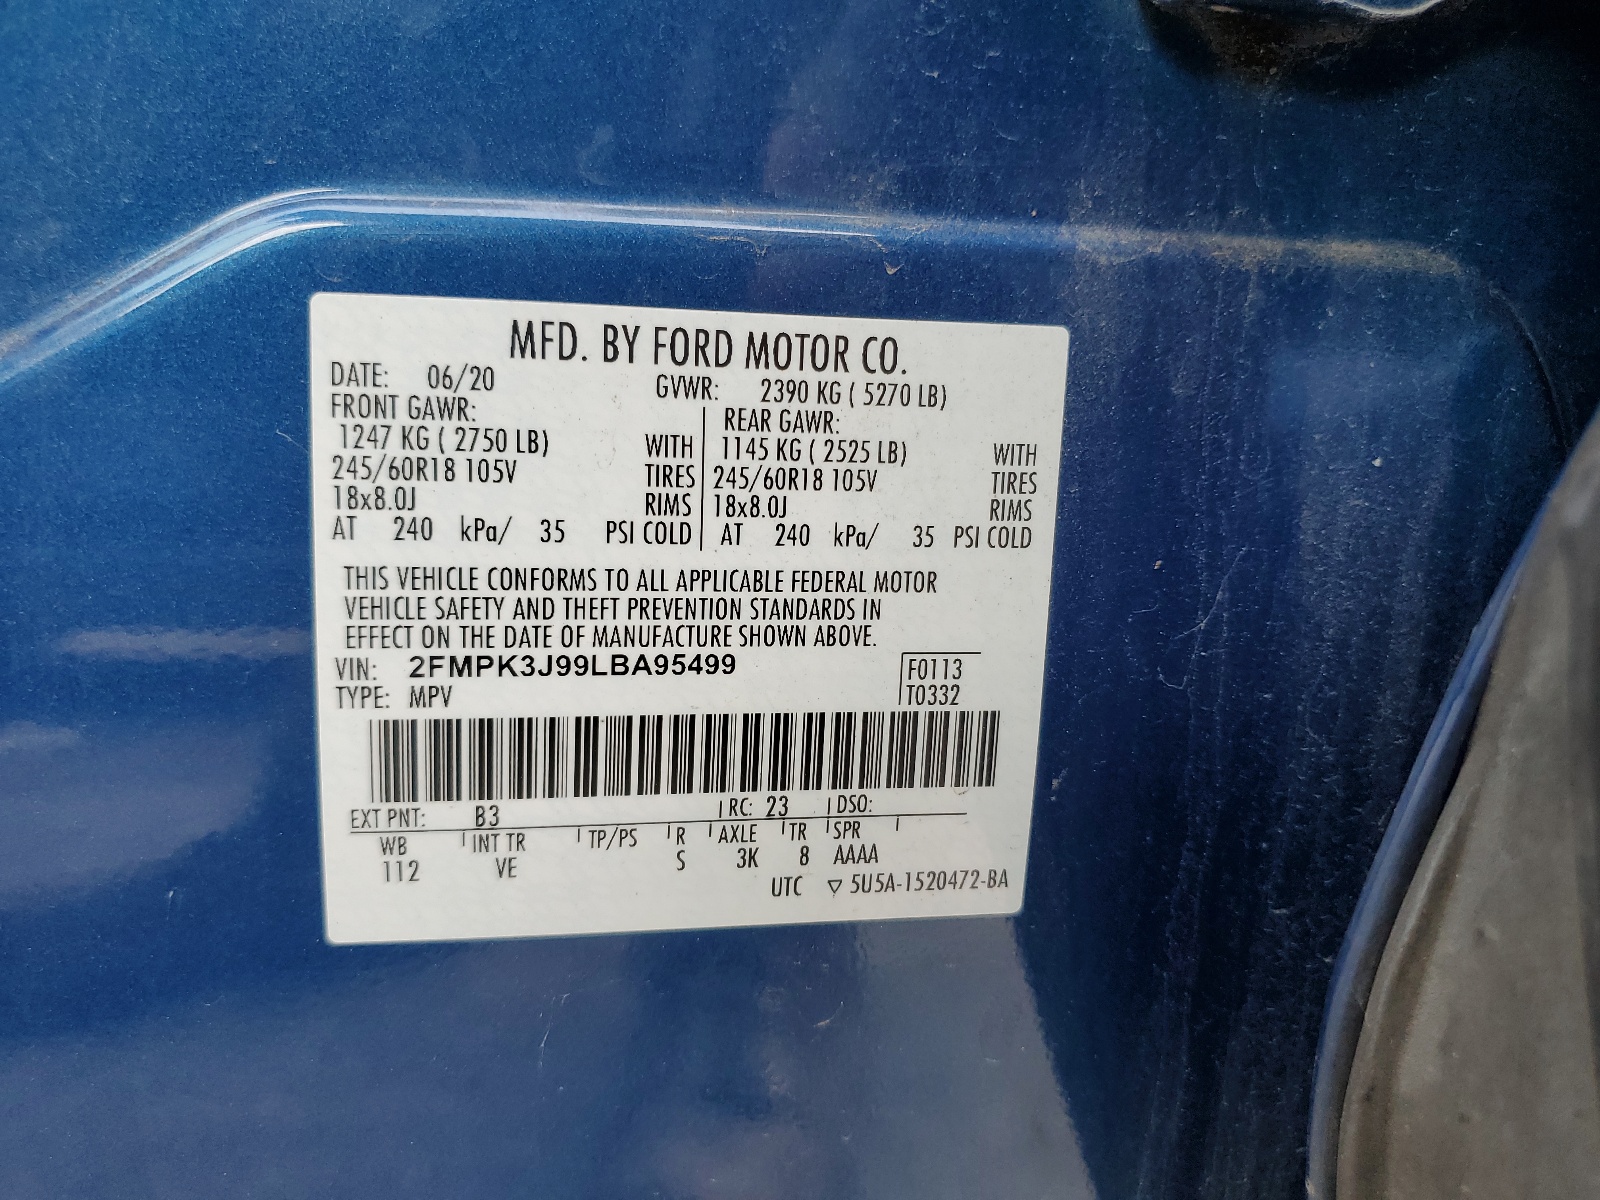 MFD. BY FORD MOTOR CO.
DATE: 06/20 GVWR: 2390 KG ( 5270 LB)
FRONT GAWR: REAR GAWR:
1247 KG ( 2750 LB) WITH 1145 KG ( 2525 LB) WITH
245/60R18 105V TIRES 245/60R18 105V TIRES
18x8.0J RIMS 18x8.0J RIMS
AT 240 kPa/ 35 PSI COLD AT 240 kPa/ 35 PSI COLD
THIS VEHICLE CONFORMS TO ALL APPLICABLE FEDERAL MOTOR
VEHICLE SAFETY AND THEFT PREVENTION STANDARDS IN
EFFECT ON THE DATE OF MANUFACTURE SHOWN ABOVE.
VIN: 2FMPK3J99LBA95499 F0113
TYPE: MPV T0332
EXT PNT: B3 RC: 23 DSO:
WB INT TR TP/PS R AXLE TR SPR
112 VE S 3K 8 AAAA
UTC ▽ 5U5A-1520472-BA